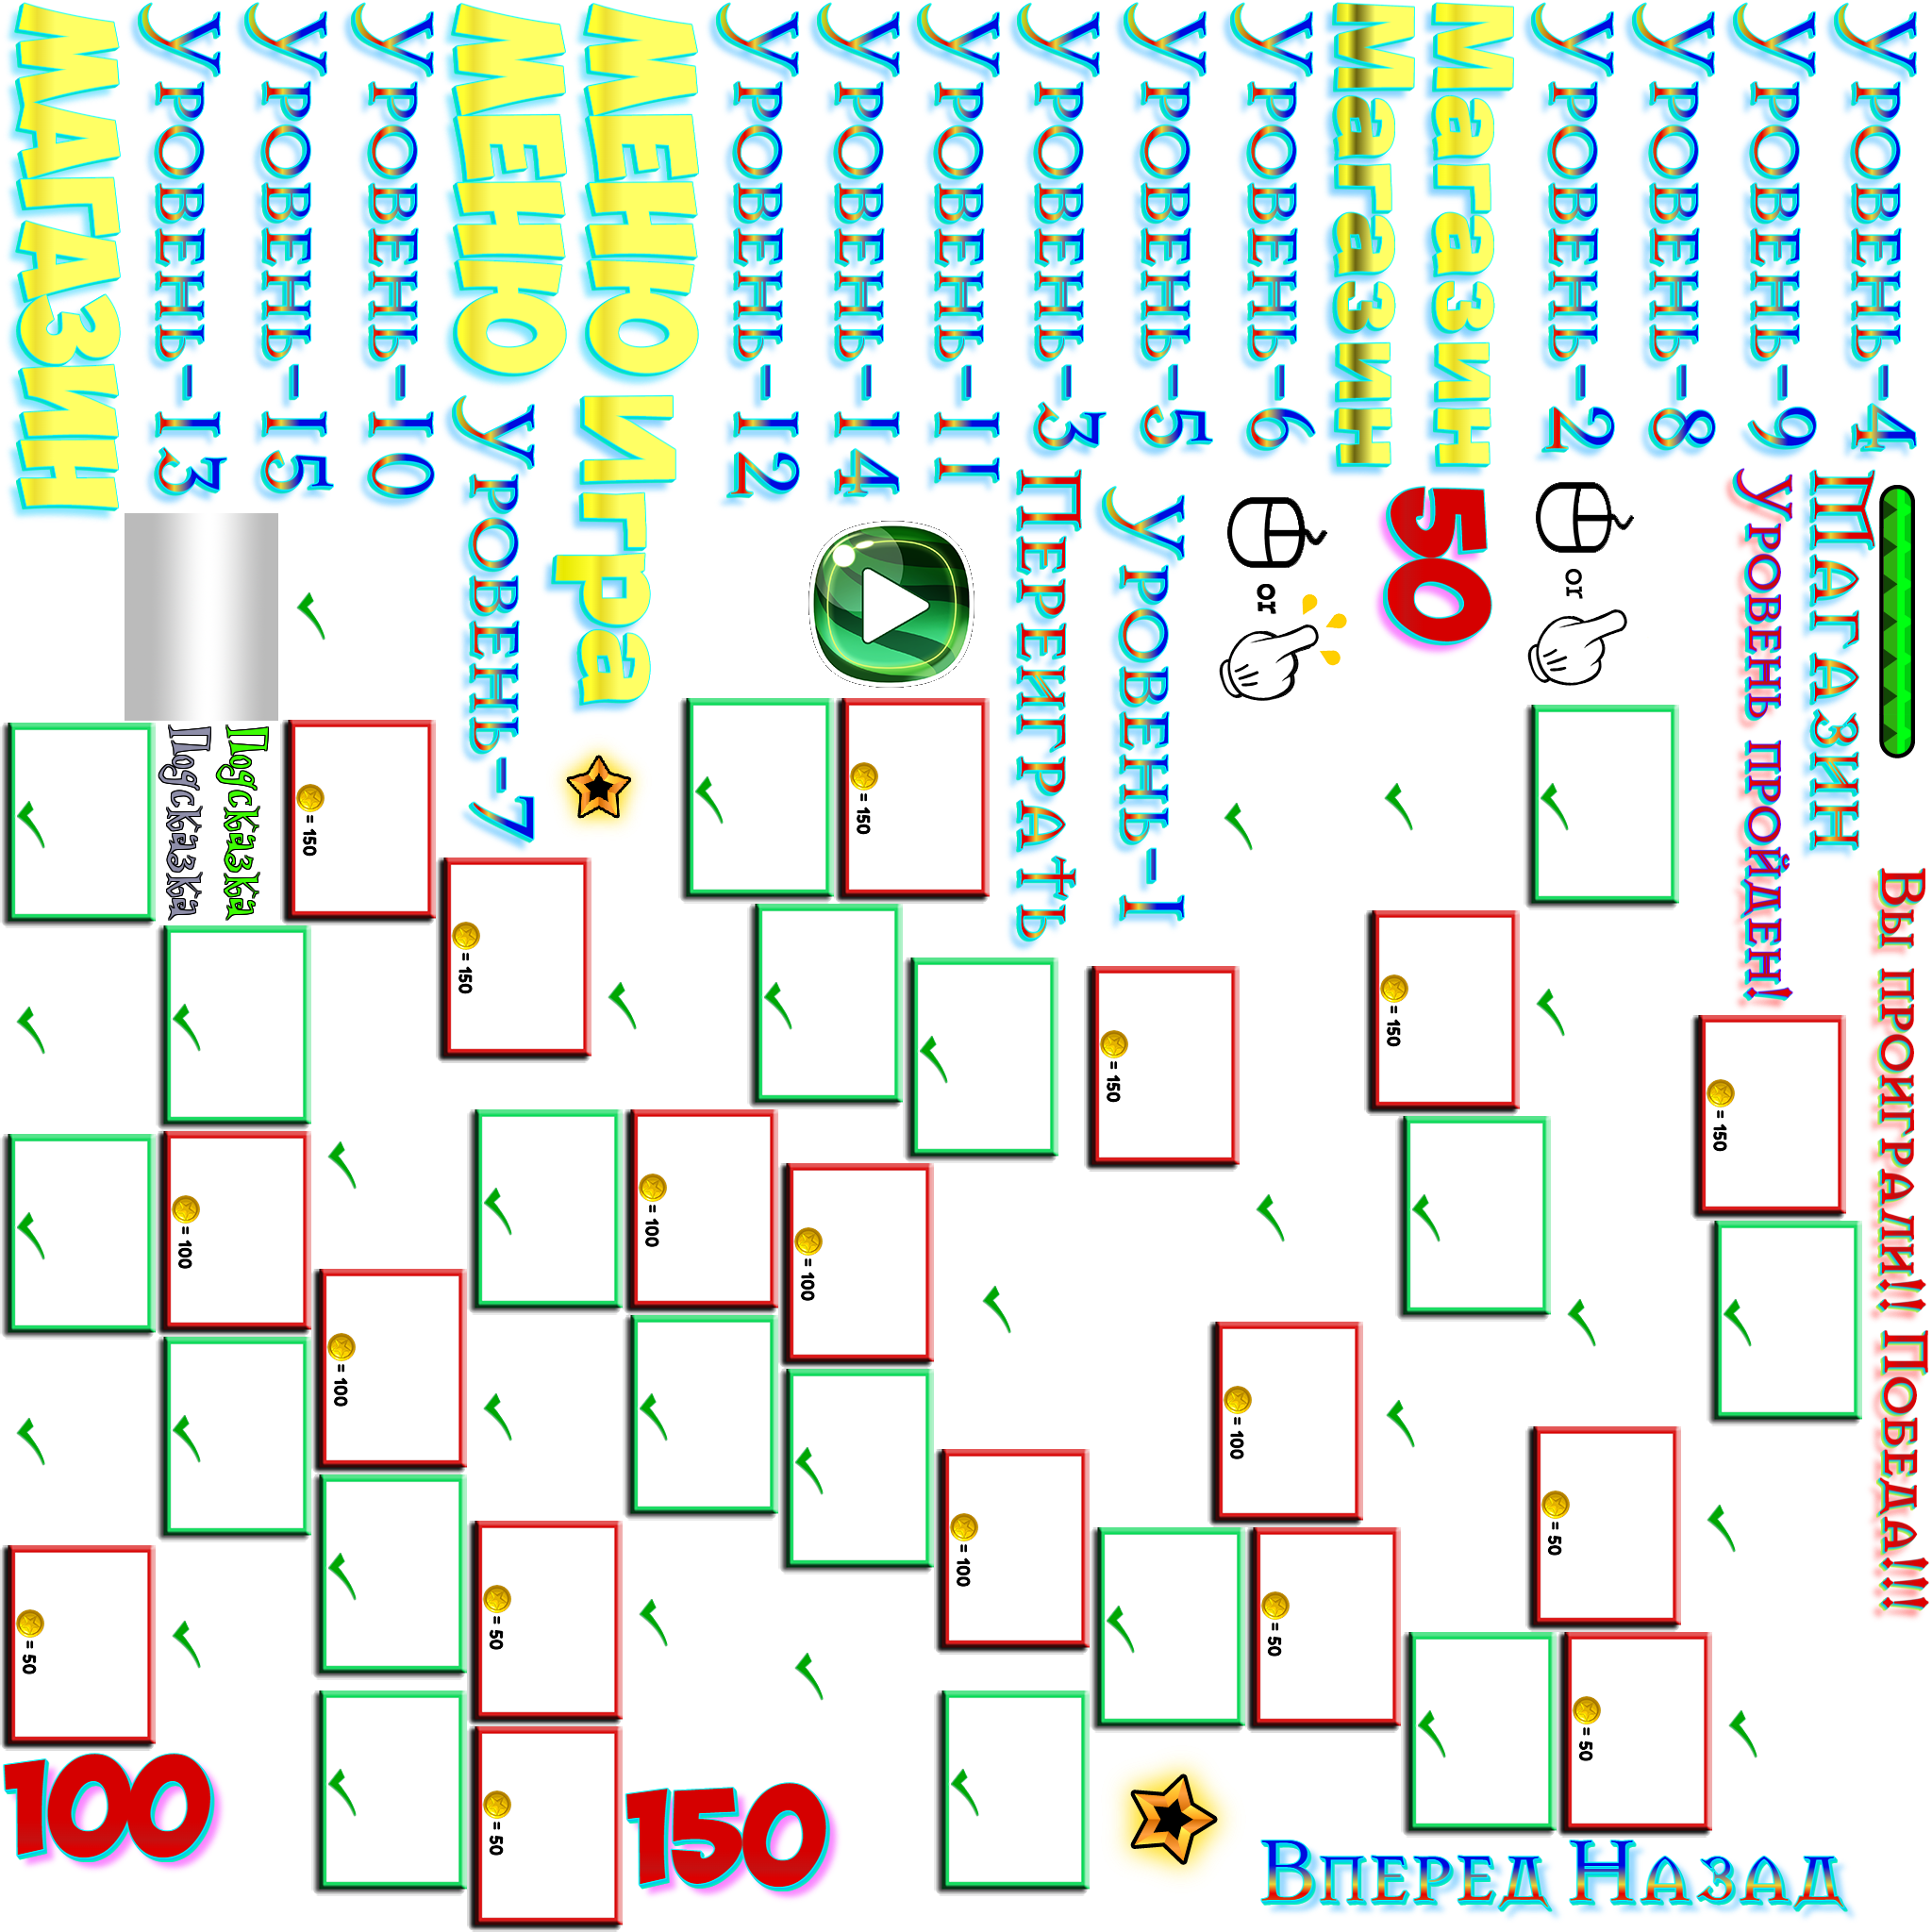 МАГАЗИН
Уровень-13
Уровень-15
Уровень-10
МЕНЮ
МЕНЮ
Уровень-12
Уровень-14
Уровень-11
Уровень-3
Уровень-5
Уровень-6
Магазин
Магазин
Уровень-2
Уровень-8
Уровень-9
Уровень-4
Уровень-7
Игра
Переиграть
Уровень-1
or
50
or
Уровень пройден!
Магазин
Подсказка
Подсказка
= 150
= 150
= 150
= 150
= 150
= 150
Вы проиграли!! Победа!!!
= 100
= 100
= 100
= 100
= 100
= 100
= 50
= 50
= 50
= 50
= 50
= 50
100
150
Вперед Назад